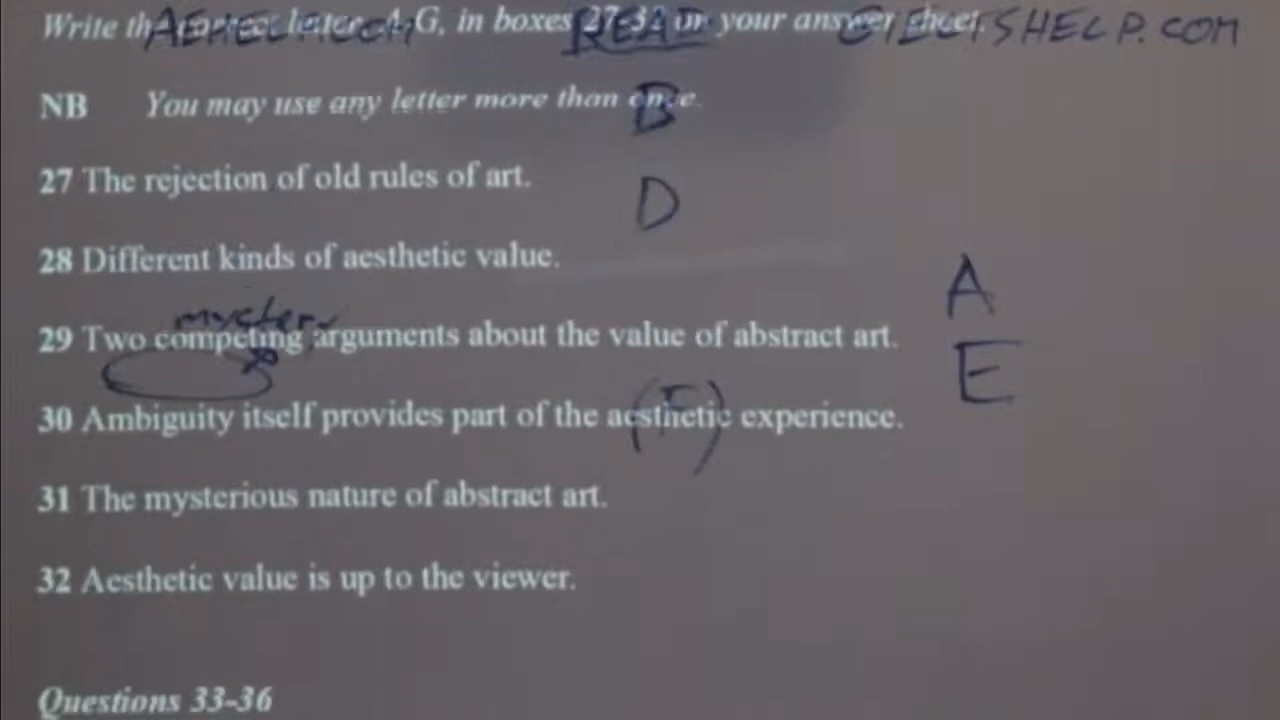 Write the correct letter, A-G, in boxes 27-32 on your answer sheet.
AEHELP.COM READ GIELTSHELP.COM
NB You may use any letter more than once.
B
27 The rejection of old rules of art.
D
28 Different kinds of aesthetic value.
A
29 Two competing arguments about the value of abstract art.
E
30 Ambiguity itself provides part of the aesthetic experience.
(F)
31 The mysterious nature of abstract art.
32 Aesthetic value is up to the viewer.
Questions 33-36